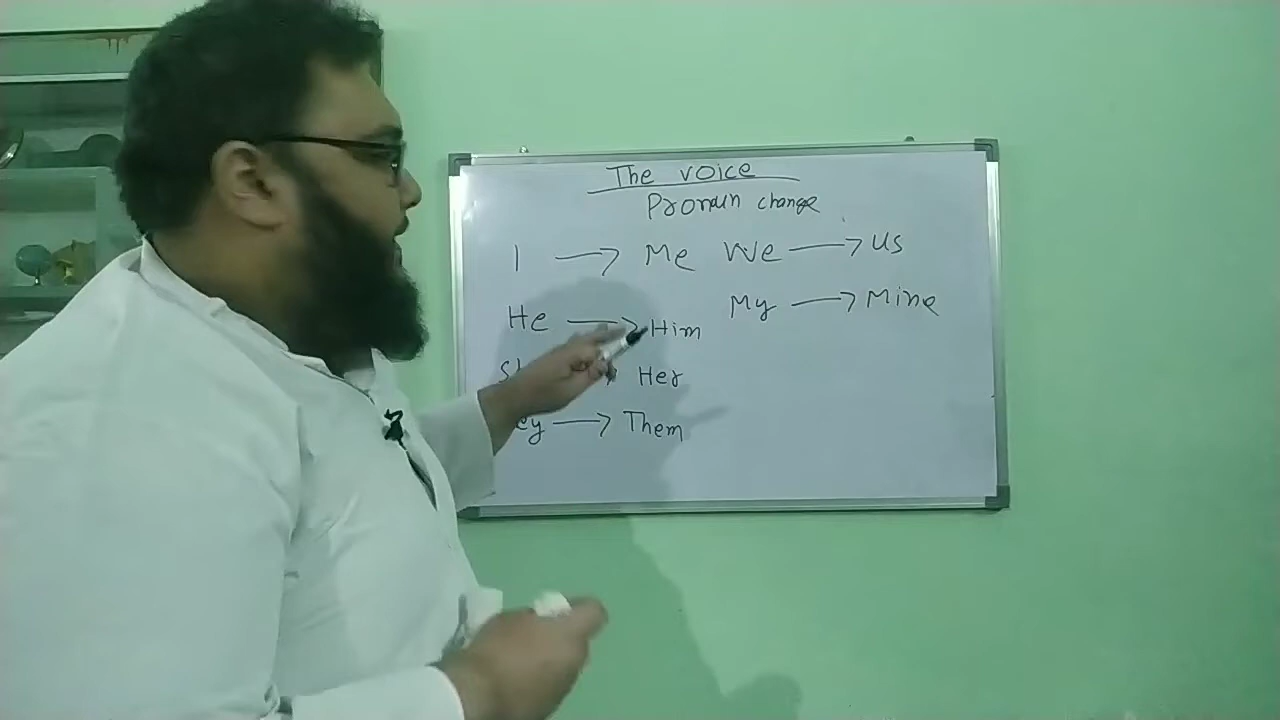 The voice
Pronoun change
I → Me We → us
My → Mine
He → Him
→ Her
→ Them